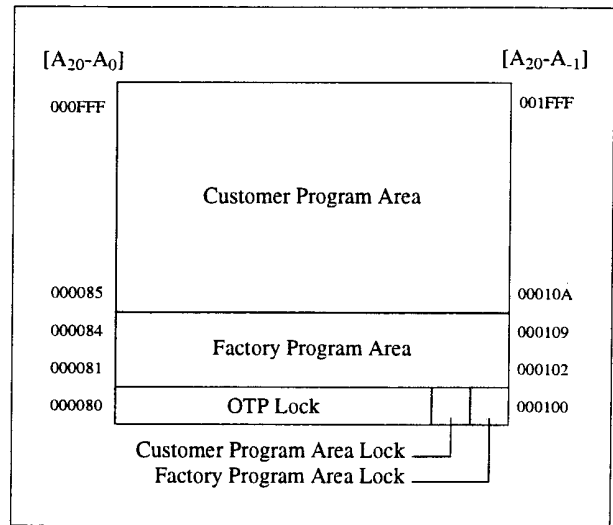 [A20-A0] [A20-A-1]
000FFF 001FFF
Customer Program Area
000085 00010A
000084 000109
Factory Program Area
000081 000102
000080 OTP Lock 000100
Customer Program Area Lock
Factory Program Area Lock